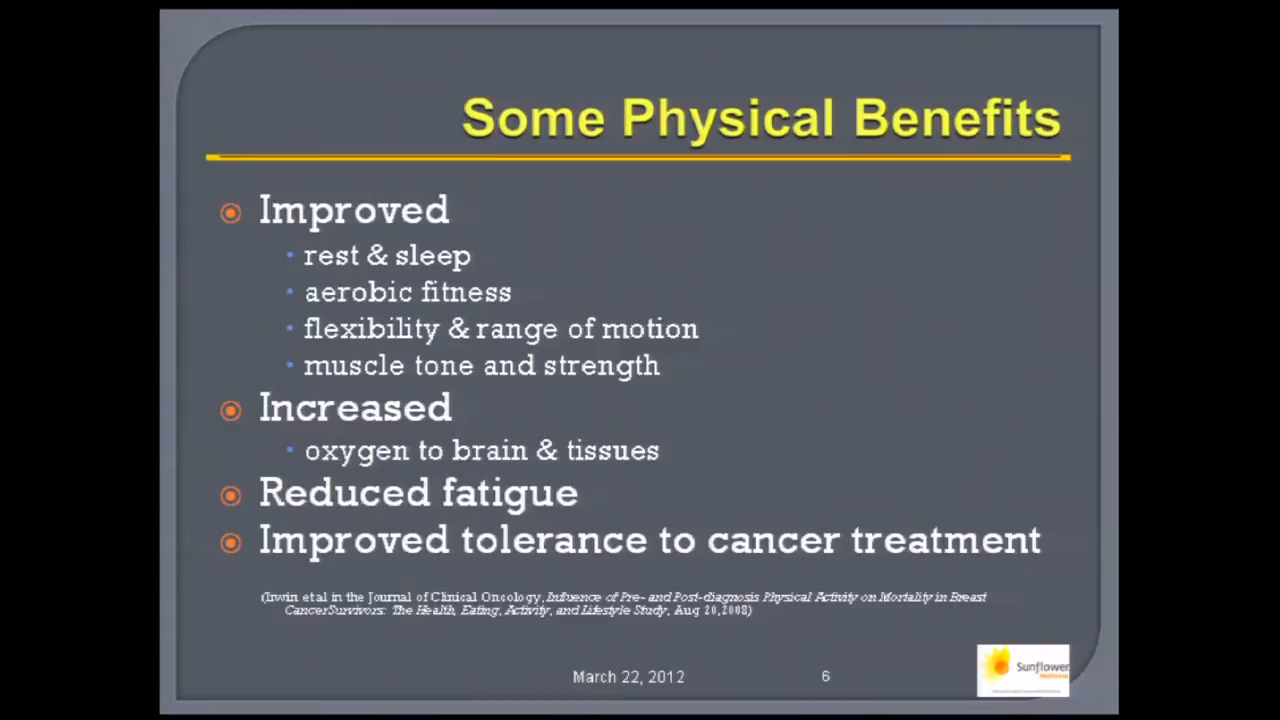 Some Physical Benefits
Improved
rest & sleep
aerobic fitness
flexibility & range of motion
muscle tone and strength
Increased
oxygen to brain & tissues
Reduced fatigue
Improved tolerance to cancer treatment
(Irwin et al in the Journal of Clinical Oncology, Influence of Pre- and Post-diagnosis Physical Activity on Mortality in Breast
Cancer Survivors: The Health, Eating, Activity, and Lifestyle Study, Aug 20,2008)
March 22, 2012
6
Sunflower